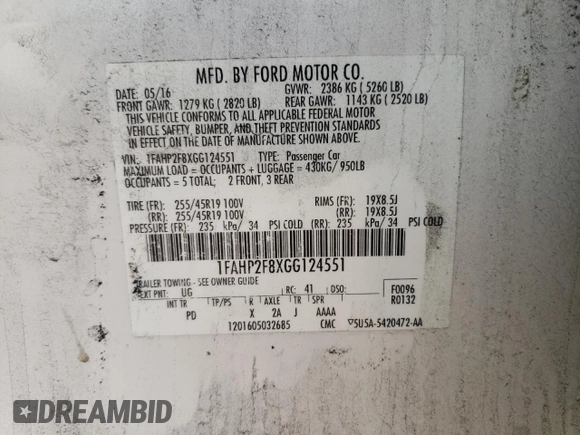 MFD. BY FORD MOTOR CO.
DATE: 05/16 GVWR: 2386 KG ( 5260 LB)
FRONT GAWR: 1279 KG ( 2820 LB) REAR GAWR: 1143 KG ( 2520 LB)
THIS VEHICLE CONFORMS TO ALL APPLICABLE FEDERAL MOTOR
VEHICLE SAFETY, BUMPER, AND THEFT PREVENTION STANDARDS
IN EFFECT ON THE DATE OF MANUFACTURE SHOWN ABOVE.
VIN: 1FAHP2F8XGG124551 TYPE: Passenger Car
MAXIMUM LOAD = OCCUPANTS + LUGGAGE = 430KG/ 950LB
OCCUPANTS = 5 TOTAL; 2 FRONT, 3 REAR
TIRE (FR): 255/45R19 100V RIMS (FR): 19X8.5J
(RR): 255/45R19 100V (RR): 19X8.5J
PRESSURE (FR): 235 kPa/ 34 PSI COLD (RR): 235 kPa/ 34 PSI COLD
1FAHP2F8XGG124551
TRAILER TOWING - SEE OWNER GUIDE
EXT PNT: UG RC: 41 DSO: F0096
INT TR TP/PS R AXLE TR SPR R0132
PD X 2A J AAAA
1201605032685 CMC 5U5A-5420472-AA
DREAMBID